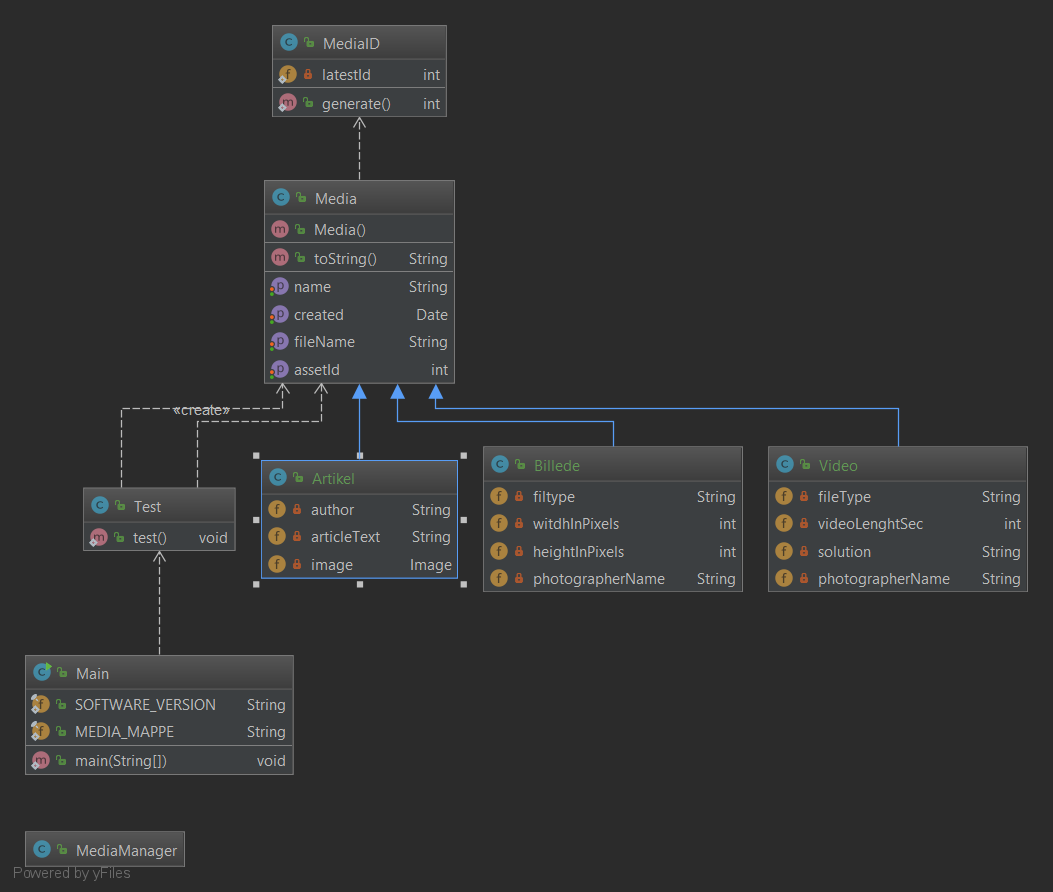 MediaID
latestId int
generate() int
Media
Media()
toString() String
name String
created Date
fileName String
assetId int
«create»
Test
test() void
Artikel
author String
articleText String
image Image
Billede
filtype String
witdhInPixels int
heightInPixels int
photographerName String
Video
fileType String
videoLenghtSec int
solution String
photographerName String
Main
SOFTWARE_VERSION String
MEDIA_MAPPE String
main(String[]) void
MediaManager
Powered by yFiles